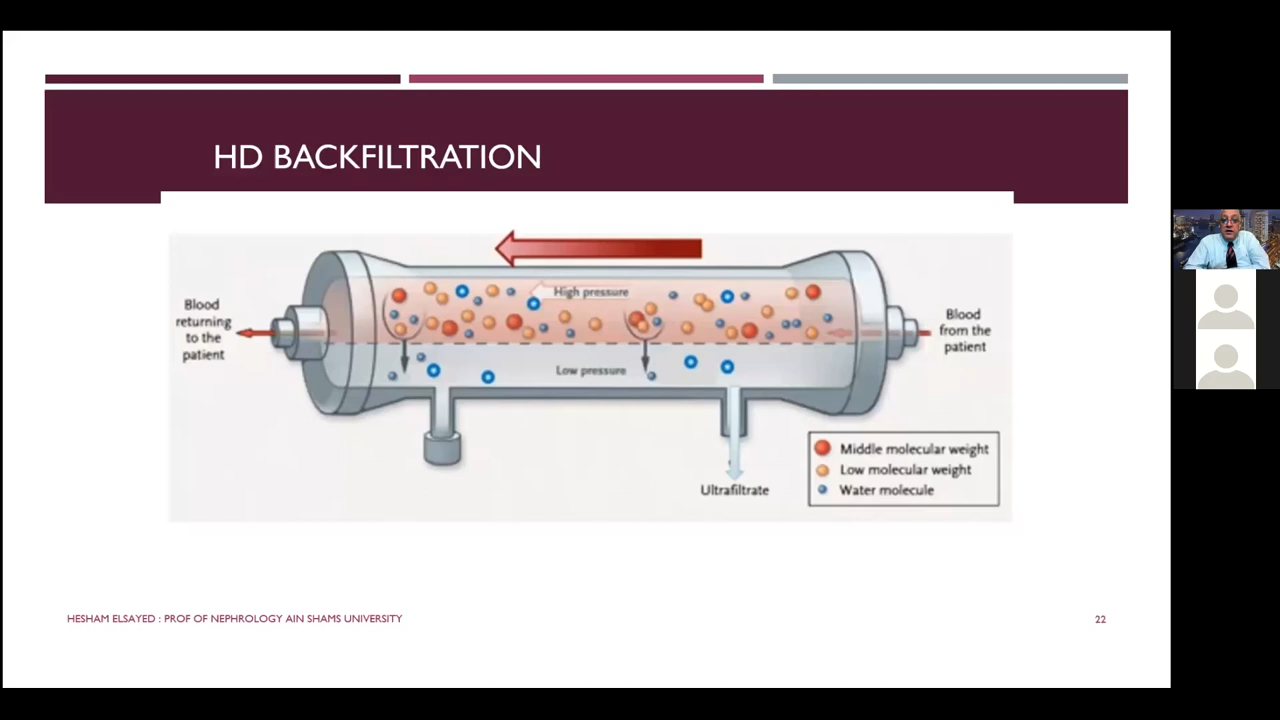 HD BACKFILTRATION
High pressure
Blood
returning
to the
patient
Blood
from the
patient
Low pressure
Middle molecular weight
Low molecular weight
Water molecule
Ultrafiltrate
HESHAM ELSAYED : PROF OF NEPHROLOGY AIN SHAMS UNIVERSITY
22